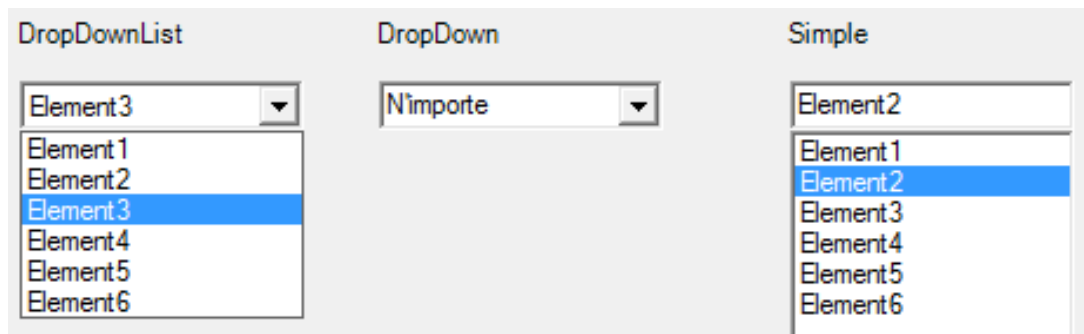 DropDownList
DropDown
Simple
Element3
N'importe
Element2
Element1
Element2
Element3
Element4
Element5
Element6
Element1
Element2
Element3
Element4
Element5
Element6